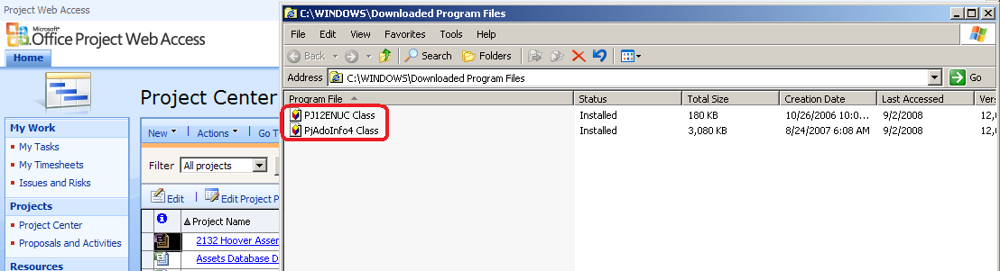 Project Web Access
Microsoft®
Office Project Web Access
Home
Project Center
My Work
My Tasks
My Timesheets
Issues and Risks
Projects
Project Center
Proposals and Activities
Resources
New Actions Go T
Filter All projects
Edit Edit Project P
Project Name
2132 Hoover Asser
Assets Database D
C:\WINDOWS\Downloaded Program Files
File Edit View Favorites Tools Help
Back Search Folders
Address C:\WINDOWS\Downloaded Program Files Go
Program File Status Total Size Creation Date Last Accessed Vers
PJ12ENUC Class Installed 180 KB 10/26/2006 10:0... 9/2/2008 12,
PjAdoInfo4 Class Installed 3,080 KB 8/24/2007 6:08 AM 9/2/2008 12,